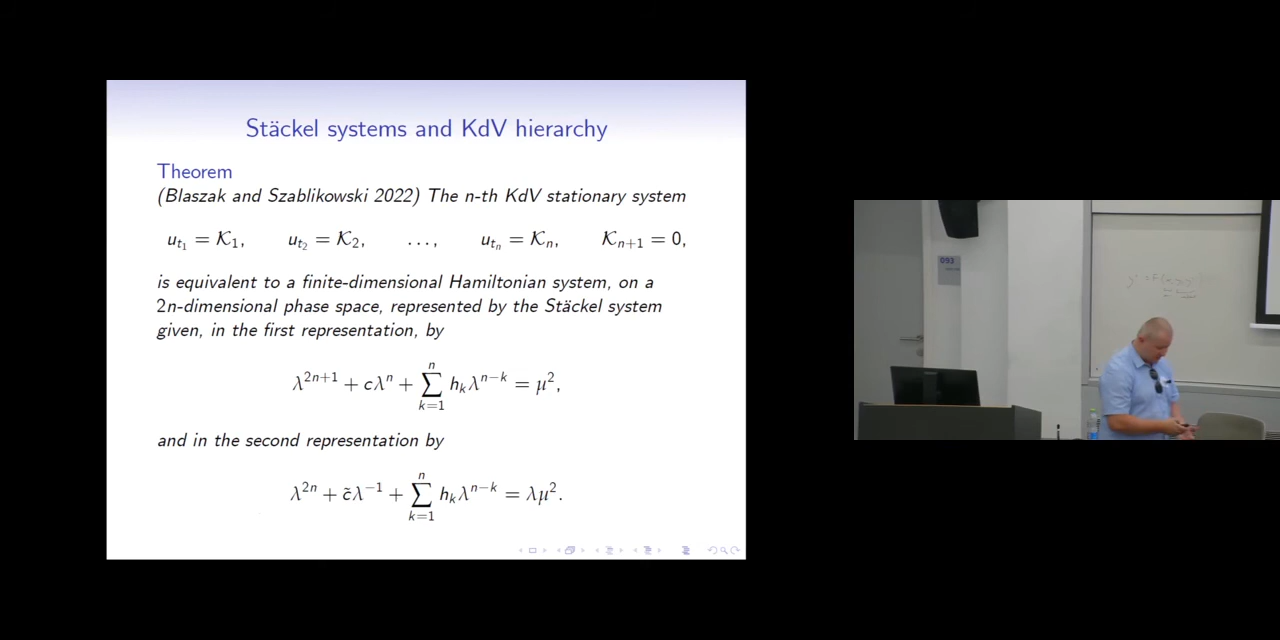 Stäckel systems and KdV hierarchy
Theorem
(Blaszak and Szablikowski 2022) The n-th KdV stationary system
u_{t_1} = 𝒦_1, u_{t_2} = 𝒦_2, ..., u_{t_n} = 𝒦_n, 𝒦_{n+1} = 0,
is equivalent to a finite-dimensional Hamiltonian system, on a
2n-dimensional phase space, represented by the Stäckel system
given, in the first representation, by
λ^{2n+1} + cλ^n + ∑_{k=1}^{n} h_k λ^{n−k} = μ^2,
and in the second representation by
λ^{2n} + c̃λ^{−1} + ∑_{k=1}^{n} h_k λ^{n−k} = λμ^2.
093